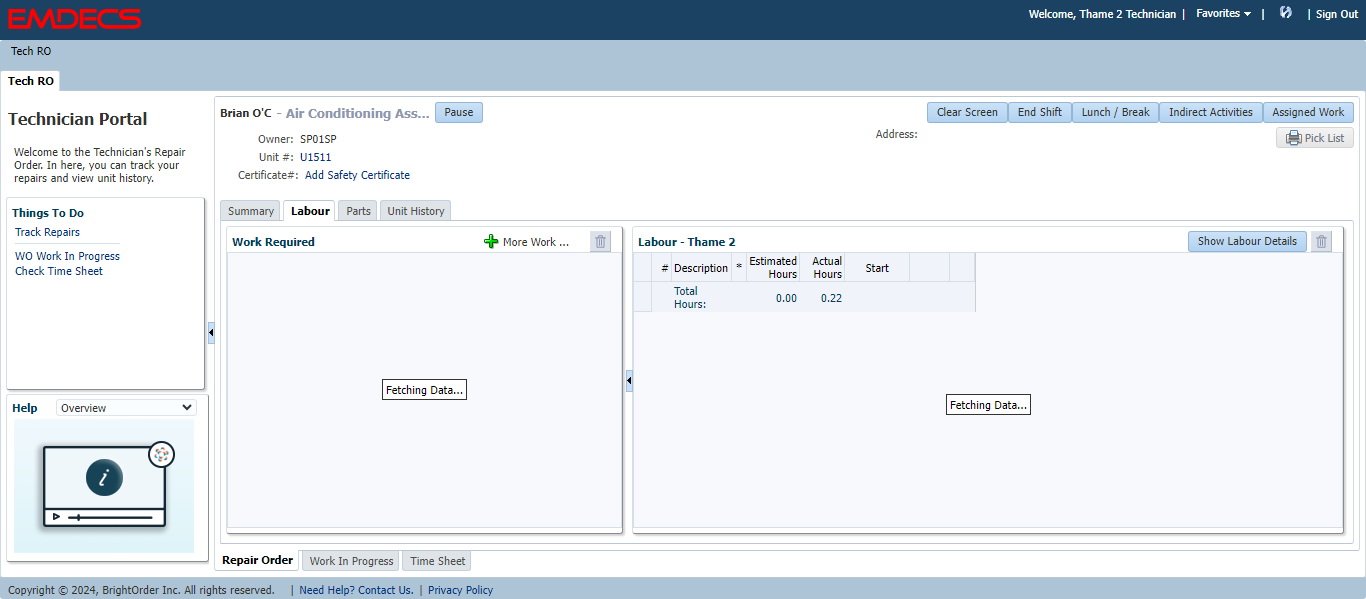 EMDECS
Welcome, Thame 2 Technician | Favorites | | Sign Out
Tech RO
Tech RO
Technician Portal
Welcome to the Technician's Repair
Order. In here, you can track your
repairs and view unit history.
Things To Do
Track Repairs
WO Work In Progress
Check Time Sheet
Help Overview
i
Brian O'C - Air Conditioning Ass... Pause
Clear Screen End Shift Lunch / Break Indirect Activities Assigned Work
Owner: SP01SP
Address:
Pick List
Unit #: U1511
Certificate#: Add Safety Certificate
Summary Labour Parts Unit History
Work Required More Work ...
Fetching Data...
Labour - Thame 2 Show Labour Details
# Description * Estimated Hours Actual Hours Start
Total Hours: 0.00 0.22
Fetching Data...
Repair Order Work In Progress Time Sheet
Copyright © 2024, BrightOrder Inc. All rights reserved. | Need Help? Contact Us. | Privacy Policy